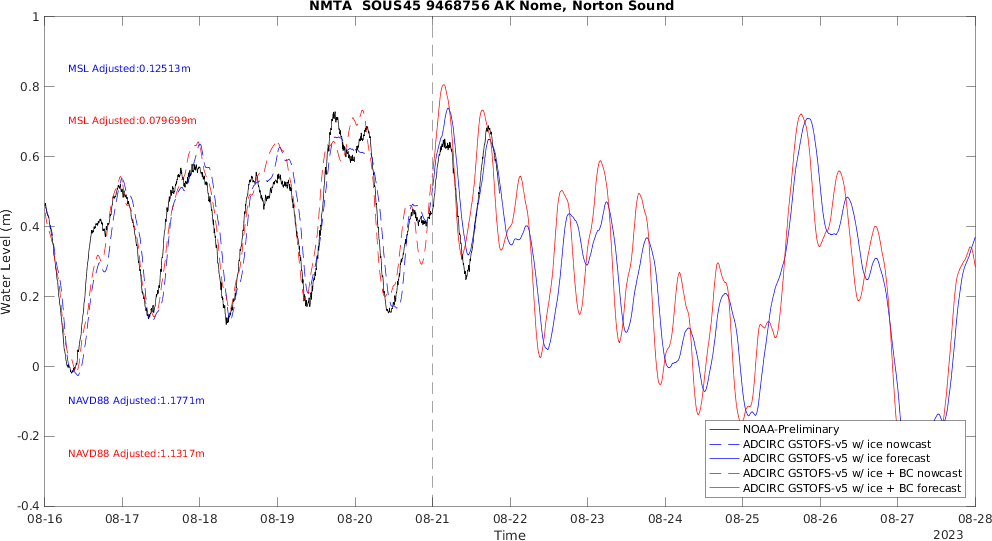 NMTA SOUS45 9468756 AK Nome, Norton Sound
1
0.8
0.6
0.4
0.2
0
-0.2
-0.4
Water Level (m)
MSL Adjusted:0.12513m
MSL Adjusted:0.079699m
NAVD88 Adjusted:1.1771m
NAVD88 Adjusted:1.1317m
NOAA-Preliminary
ADCIRC GSTOFS-v5 w/ ice nowcast
ADCIRC GSTOFS-v5 w/ ice forecast
ADCIRC GSTOFS-v5 w/ ice + BC nowcast
ADCIRC GSTOFS-v5 w/ ice + BC forecast
08-16 08-17 08-18 08-19 08-20 08-21 08-22 08-23 08-24 08-25 08-26 08-27 08-28
Time
2023